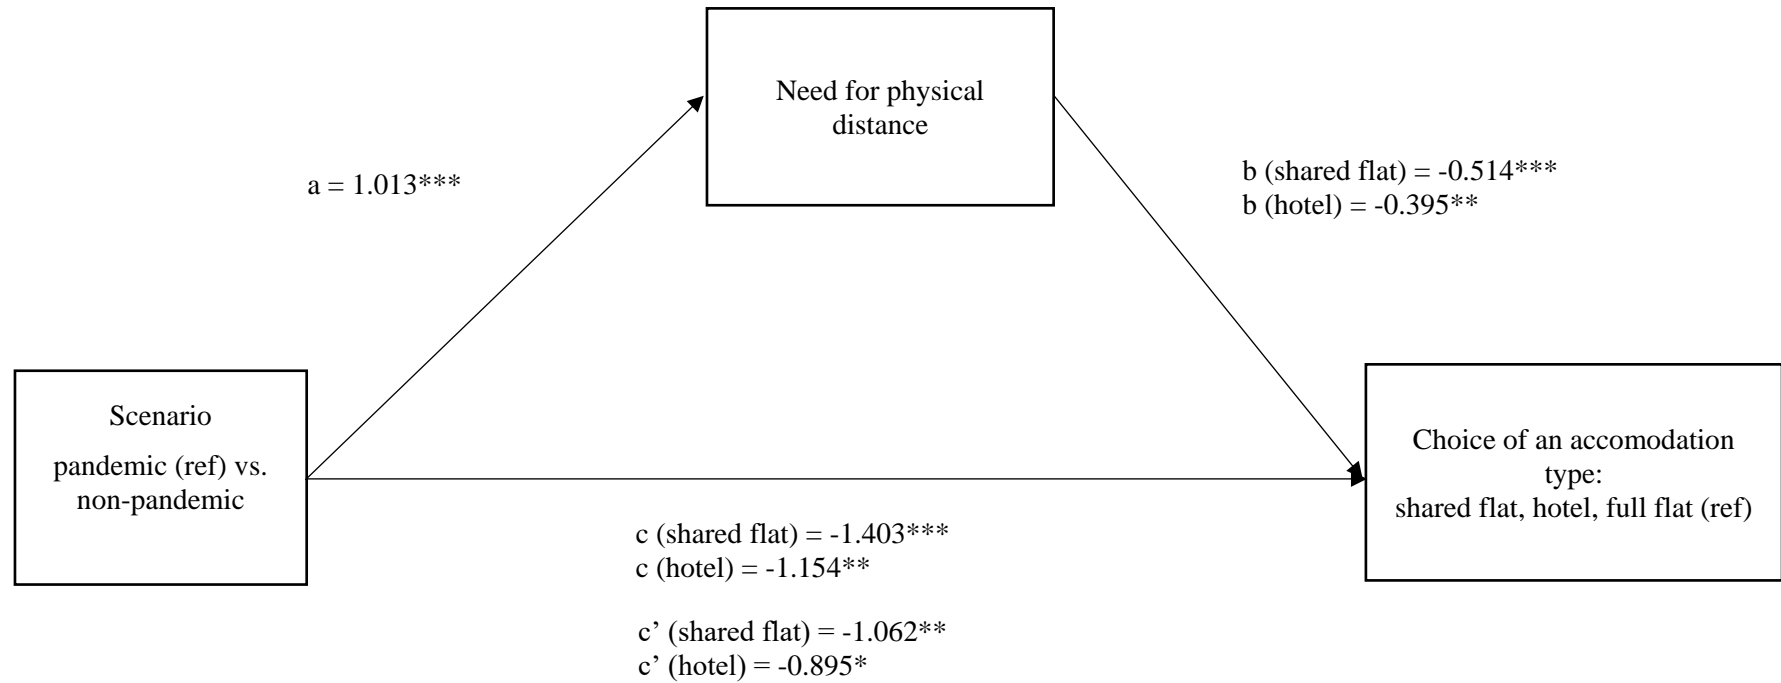 Need for physical
distance
a = 1.013***
b (shared flat) = -0.514***
b (hotel) = -0.395**
Scenario
pandemic (ref) vs.
non-pandemic
Choice of an accomodation
type:
shared flat, hotel, full flat (ref)
c (shared flat) = -1.403***
c (hotel) = -1.154**
c’ (shared flat) = -1.062**
c’ (hotel) = -0.895*